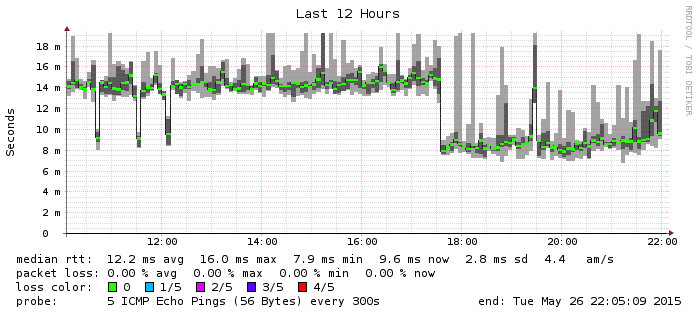 Last 12 Hours
RRDTOOL / TOBI OETIKER
Seconds
18 m
16 m
14 m
12 m
10 m
8 m
6 m
4 m
2 m
0
12:00 14:00 16:00 18:00 20:00 22:00
median rtt: 12.2 ms avg 16.0 ms max 7.9 ms min 9.6 ms now 2.8 ms sd 4.4 am/s
packet loss: 0.00 % avg 0.00 % max 0.00 % min 0.00 % now
loss color: 0 1/5 2/5 3/5 4/5
probe: 5 ICMP Echo Pings (56 Bytes) every 300s end: Tue May 26 22:05:09 2015